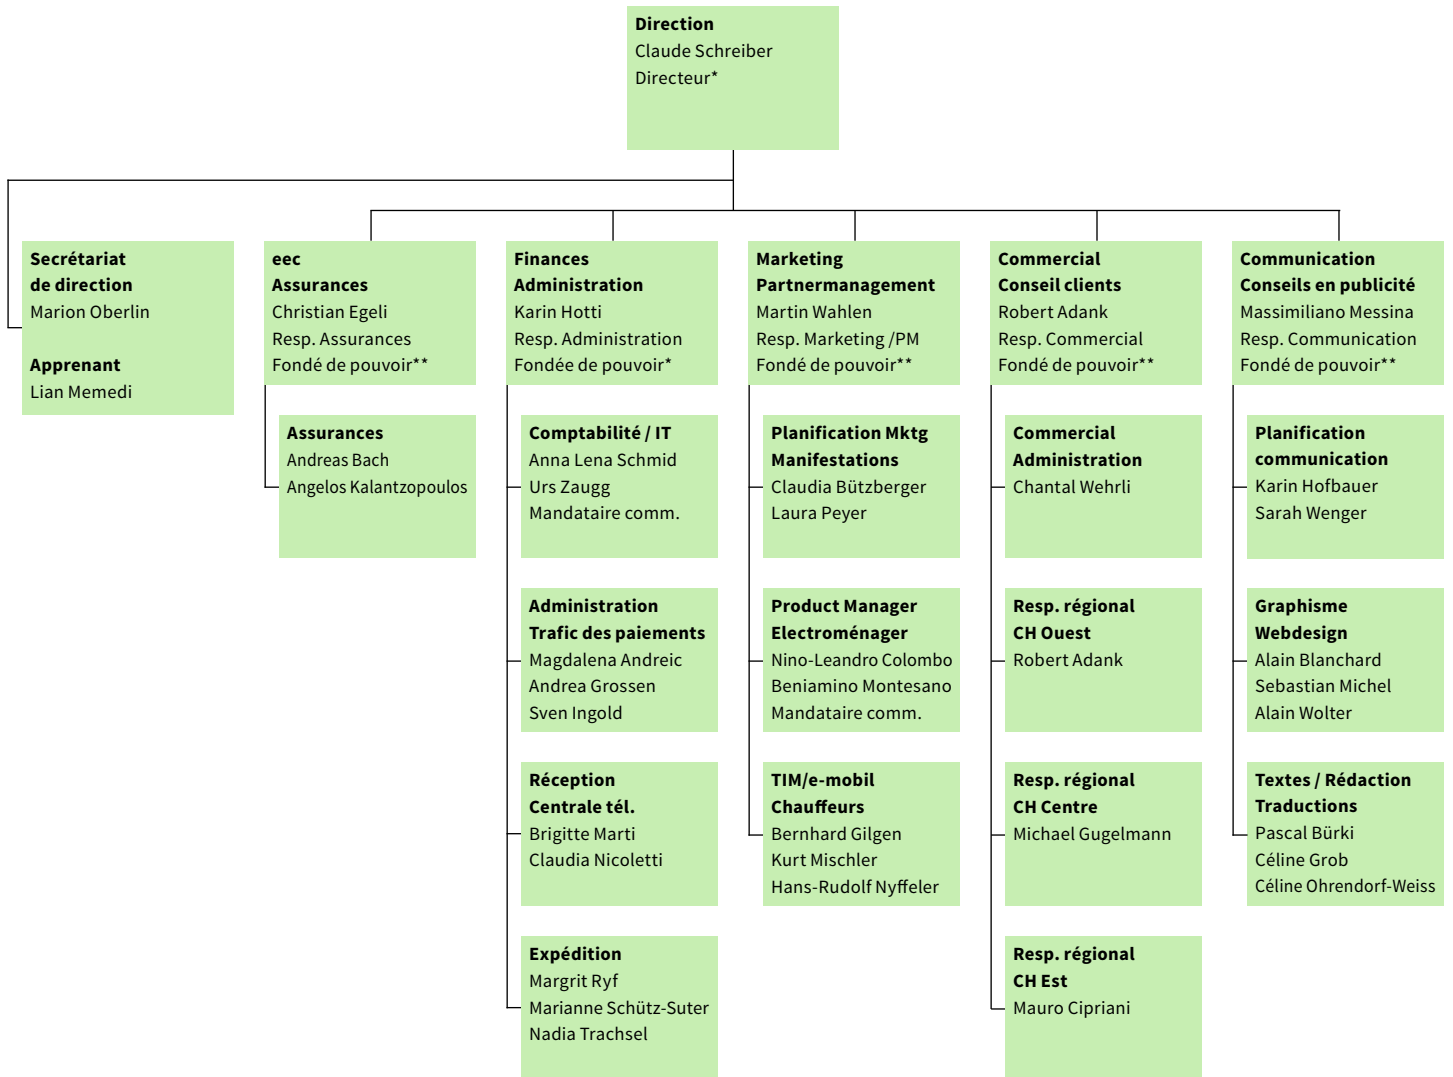 Direction
Claude Schreiber
Directeur*
Secrétariat
de direction
Marion Oberlin
Apprenant
Lian Memedi
eec
Assurances
Christian Egeli
Resp. Assurances
Fondé de pouvoir**
Assurances
Andreas Bach
Angelos Kalantzopoulos
Finances
Administration
Karin Hotti
Resp. Administration
Fondée de pouvoir*
Comptabilité / IT
Anna Lena Schmid
Urs Zaugg
Mandataire comm.
Administration
Trafic des paiements
Magdalena Andreic
Andrea Grossen
Sven Ingold
Réception
Centrale tél.
Brigitte Marti
Claudia Nicoletti
Expédition
Margrit Ryf
Marianne Schütz-Suter
Nadia Trachsel
Marketing
Partnermanagement
Martin Wahlen
Resp. Marketing /PM
Fondé de pouvoir**
Planification Mktg
Manifestations
Claudia Bützberger
Laura Peyer
Product Manager
Electroménager
Nino-Leandro Colombo
Beniamino Montesano
Mandataire comm.
TIM/e-mobil
Chauffeurs
Bernhard Gilgen
Kurt Mischler
Hans-Rudolf Nyffeler
Commercial
Conseil clients
Robert Adank
Resp. Commercial
Fondé de pouvoir**
Commercial
Administration
Chantal Wehrli
Resp. régional
CH Ouest
Robert Adank
Resp. régional
CH Centre
Michael Gugelmann
Resp. régional
CH Est
Mauro Cipriani
Communication
Conseils en publicité
Massimiliano Messina
Resp. Communication
Fondé de pouvoir**
Planification
communication
Karin Hofbauer
Sarah Wenger
Graphisme
Webdesign
Alain Blanchard
Sebastian Michel
Alain Wolter
Textes / Rédaction
Traductions
Pascal Bürki
Céline Grob
Céline Ohrendorf-Weiss